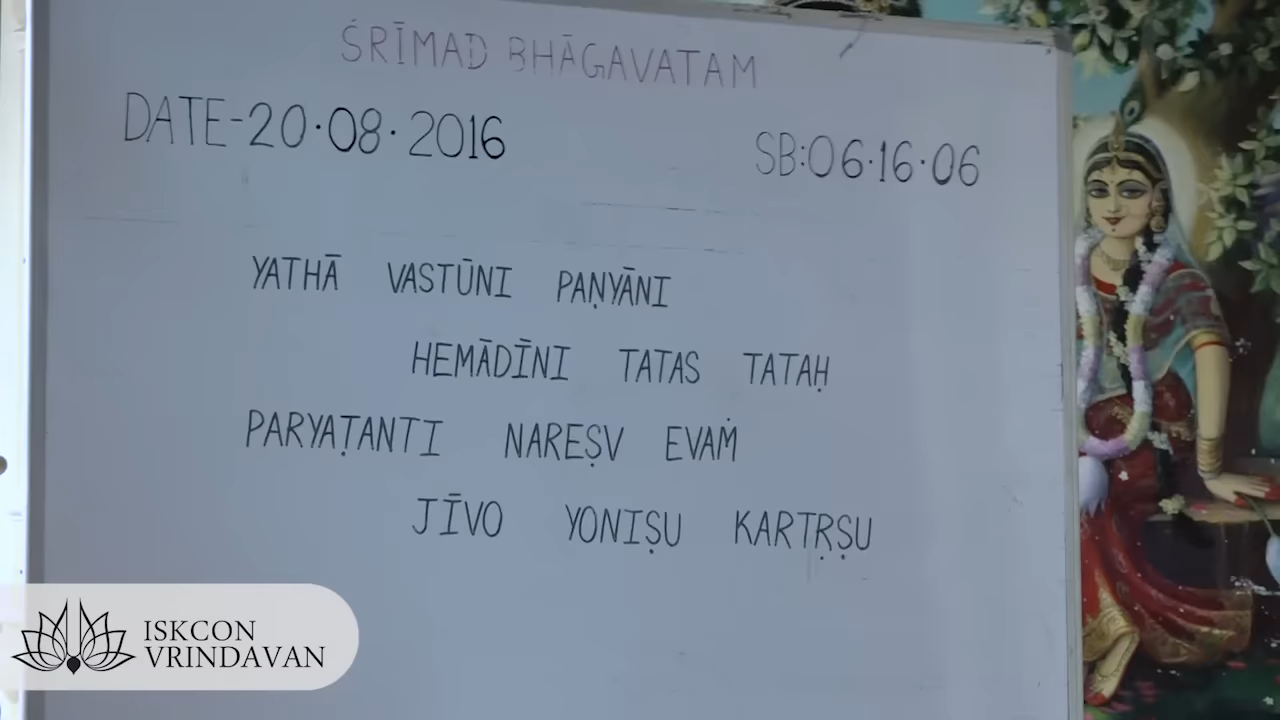 ŚRĪMAD BHĀGAVATAM
DATE-20.08.2016
SB:06.16.06
YATHĀ VASTŪNI PAṆYĀNI
HEMĀDĪNI TATAS TATAḤ
PARYAṬANTI NAREṢV EVAṀ
JĪVO YONIṢU KARTṚṢU
ISKCON
VRINDAVAN